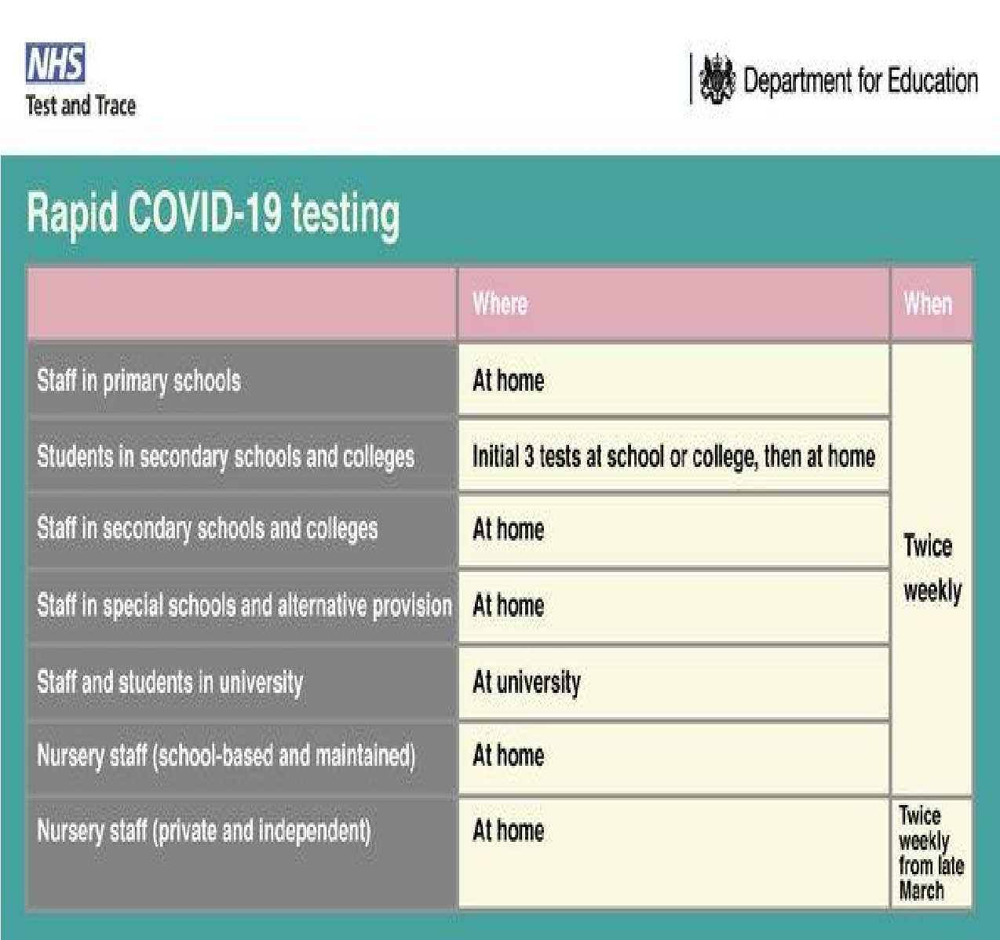 NHS
Test and Trace
Department for Education
Rapid COVID-19 testing
Where
When
Staff in primary schools
At home
Students in secondary schools and colleges
Initial 3 tests at school or college, then at home
Staff in secondary schools and colleges
At home
Staff in special schools and alternative provision
At home
Staff and students in university
At university
Nursery staff (school-based and maintained)
At home
Twice
weekly
Nursery staff (private and independent)
At home
Twice
weekly
from late
March